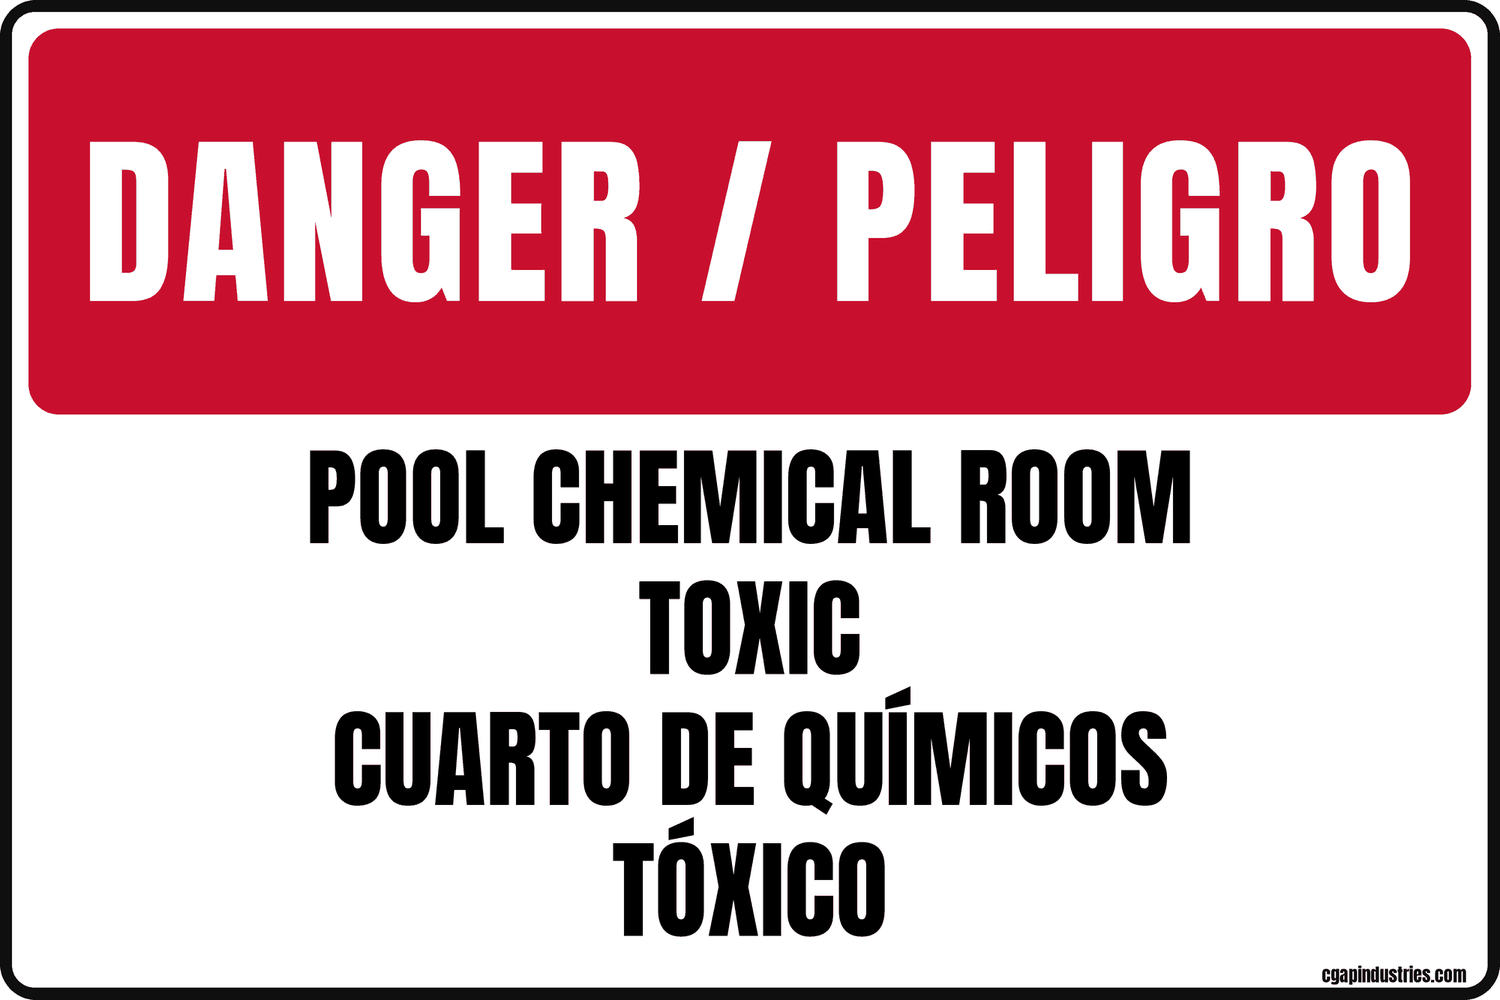 DANGER / PELIGRO
POOL CHEMICAL ROOM
TOXIC
CUARTO DE QUÍMICOS
TÓXICO
cgapindustries.com